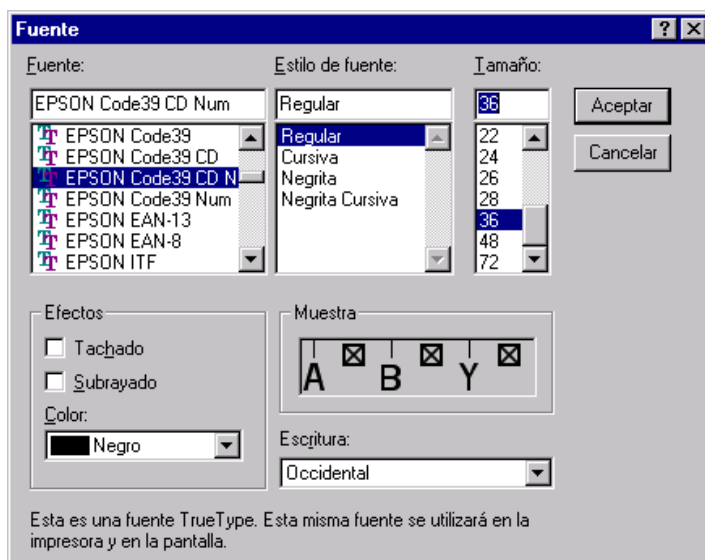 Fuente
Fuente:
Estilo de fuente:
Tamaño:
EPSON Code39 CD Num
Regular
36
Aceptar
EPSON Code39
EPSON Code39 CD
EPSON Code39 CD N
EPSON Code39 Num
EPSON EAN-13
EPSON EAN-8
EPSON ITF
Regular
Cursiva
Negrita
Negrita Cursiva
22
24
26
28
36
48
72
Cancelar
Efectos
Tachado
Subrayado
Color:
Negro
Muestra
A B Y
Escritura:
Occidental
Esta es una fuente TrueType. Esta misma fuente se utilizará en la
impresora y en la pantalla.